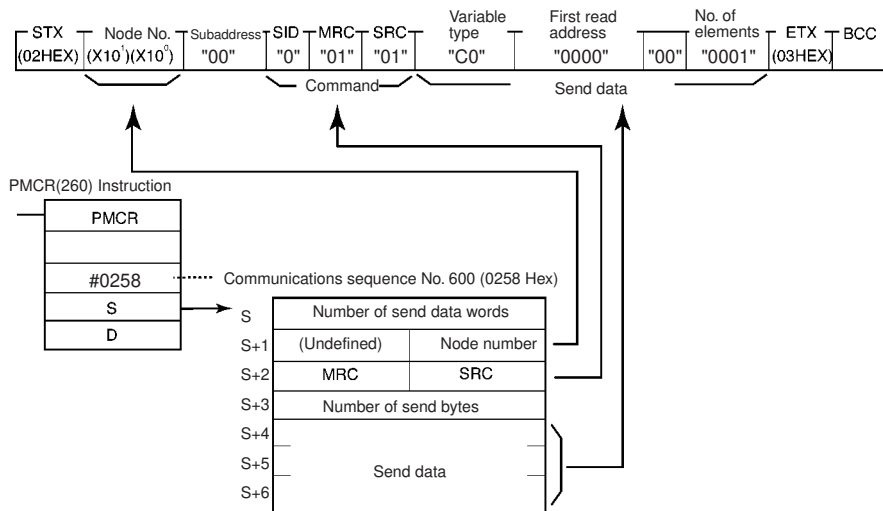 STX Node No. Subaddress SID MRC SRC Variable type First read address No. of elements ETX BCC
(02HEX) (X10¹)(X10⁰) "00" "0" "01" "01" "C0" "0000" "00" "0001" (03HEX)
Command Send data
PMCR(260) Instruction
PMCR
#0258 Communications sequence No. 600 (0258 Hex)
S
D
S Number of send data words
S+1 (Undefined) Node number
S+2 MRC SRC
S+3 Number of send bytes
S+4
S+5 Send data
S+6